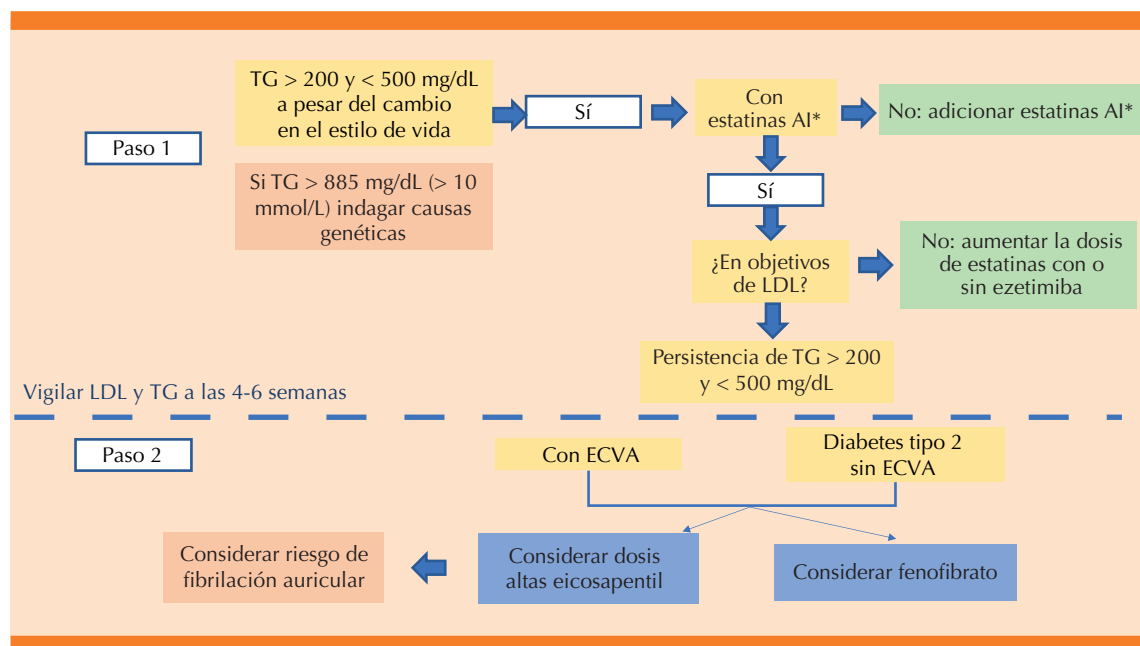 Paso 1
TG > 200 y < 500 mg/dL
a pesar del cambio
en el estilo de vida
Sí
Con
estatinas AI*
No: adicionar estatinas AI*
Si TG > 885 mg/dL (> 10
mmol/L) indagar causas
genéticas
Sí
¿En objetivos
de LDL?
No: aumentar la dosis
de estatinas con o
sin ezetimiba
Persistencia de TG > 200
y < 500 mg/dL
Vigilar LDL y TG a las 4-6 semanas
Paso 2
Con ECVA
Diabetes tipo 2
sin ECVA
Considerar riesgo de
fibrilación auricular
Considerar dosis
altas eicosapentil
Considerar fenofibrato